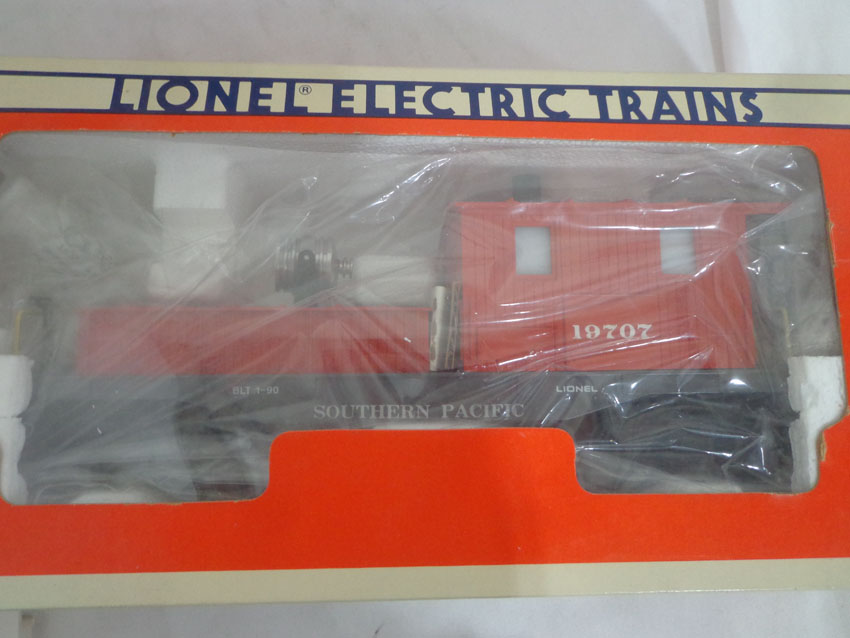 LIONEL® ELECTRIC TRAINS
19707
BLT 1-90
LIONEL
SOUTHERN PACIFIC